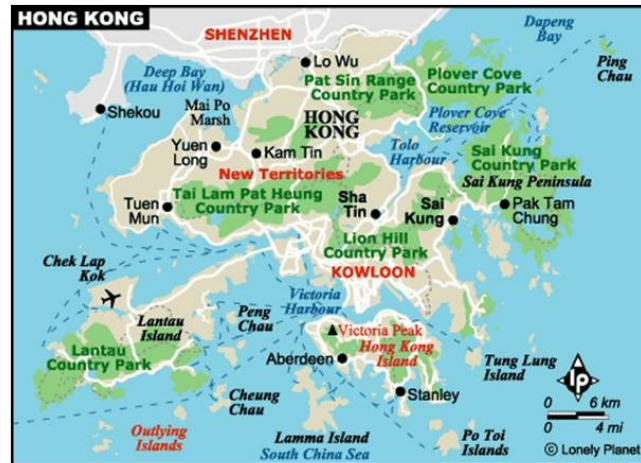 HONG KONG
SHENZHEN
Dapeng
Bay
Ping
Chau
Lo Wu
Deep Bay
(Hau Hoi Wan)
Pat Sin Range
Country Park
Plover Cove
Country Park
Shekou
Mai Po
Marsh
HONG
KONG
Plover Cove
Reservoir
Yuen
Long
Kam Tin
Tolo
Harbour
Sai Kung
Country Park
New Territories
Sai Kung Peninsula
Tai Lam Pat Heung
Country Park
Sha
Tin
Sai
Kung
Pak Tam
Chung
Tuen
Mun
Lion Hill
Country Park
KOWLOON
Chek Lap
Kok
Victoria
Harbour
Lantau
Island
Peng
Chau
Victoria Peak
Hong Kong
Island
Lantau
Country Park
Aberdeen
Tung Lung
Island
Cheung
Chau
Stanley
lp
0 6 km
0 4 mi
Outlying
Islands
Lamma Island
South China Sea
Po Toi
Islands
© Lonely Planet